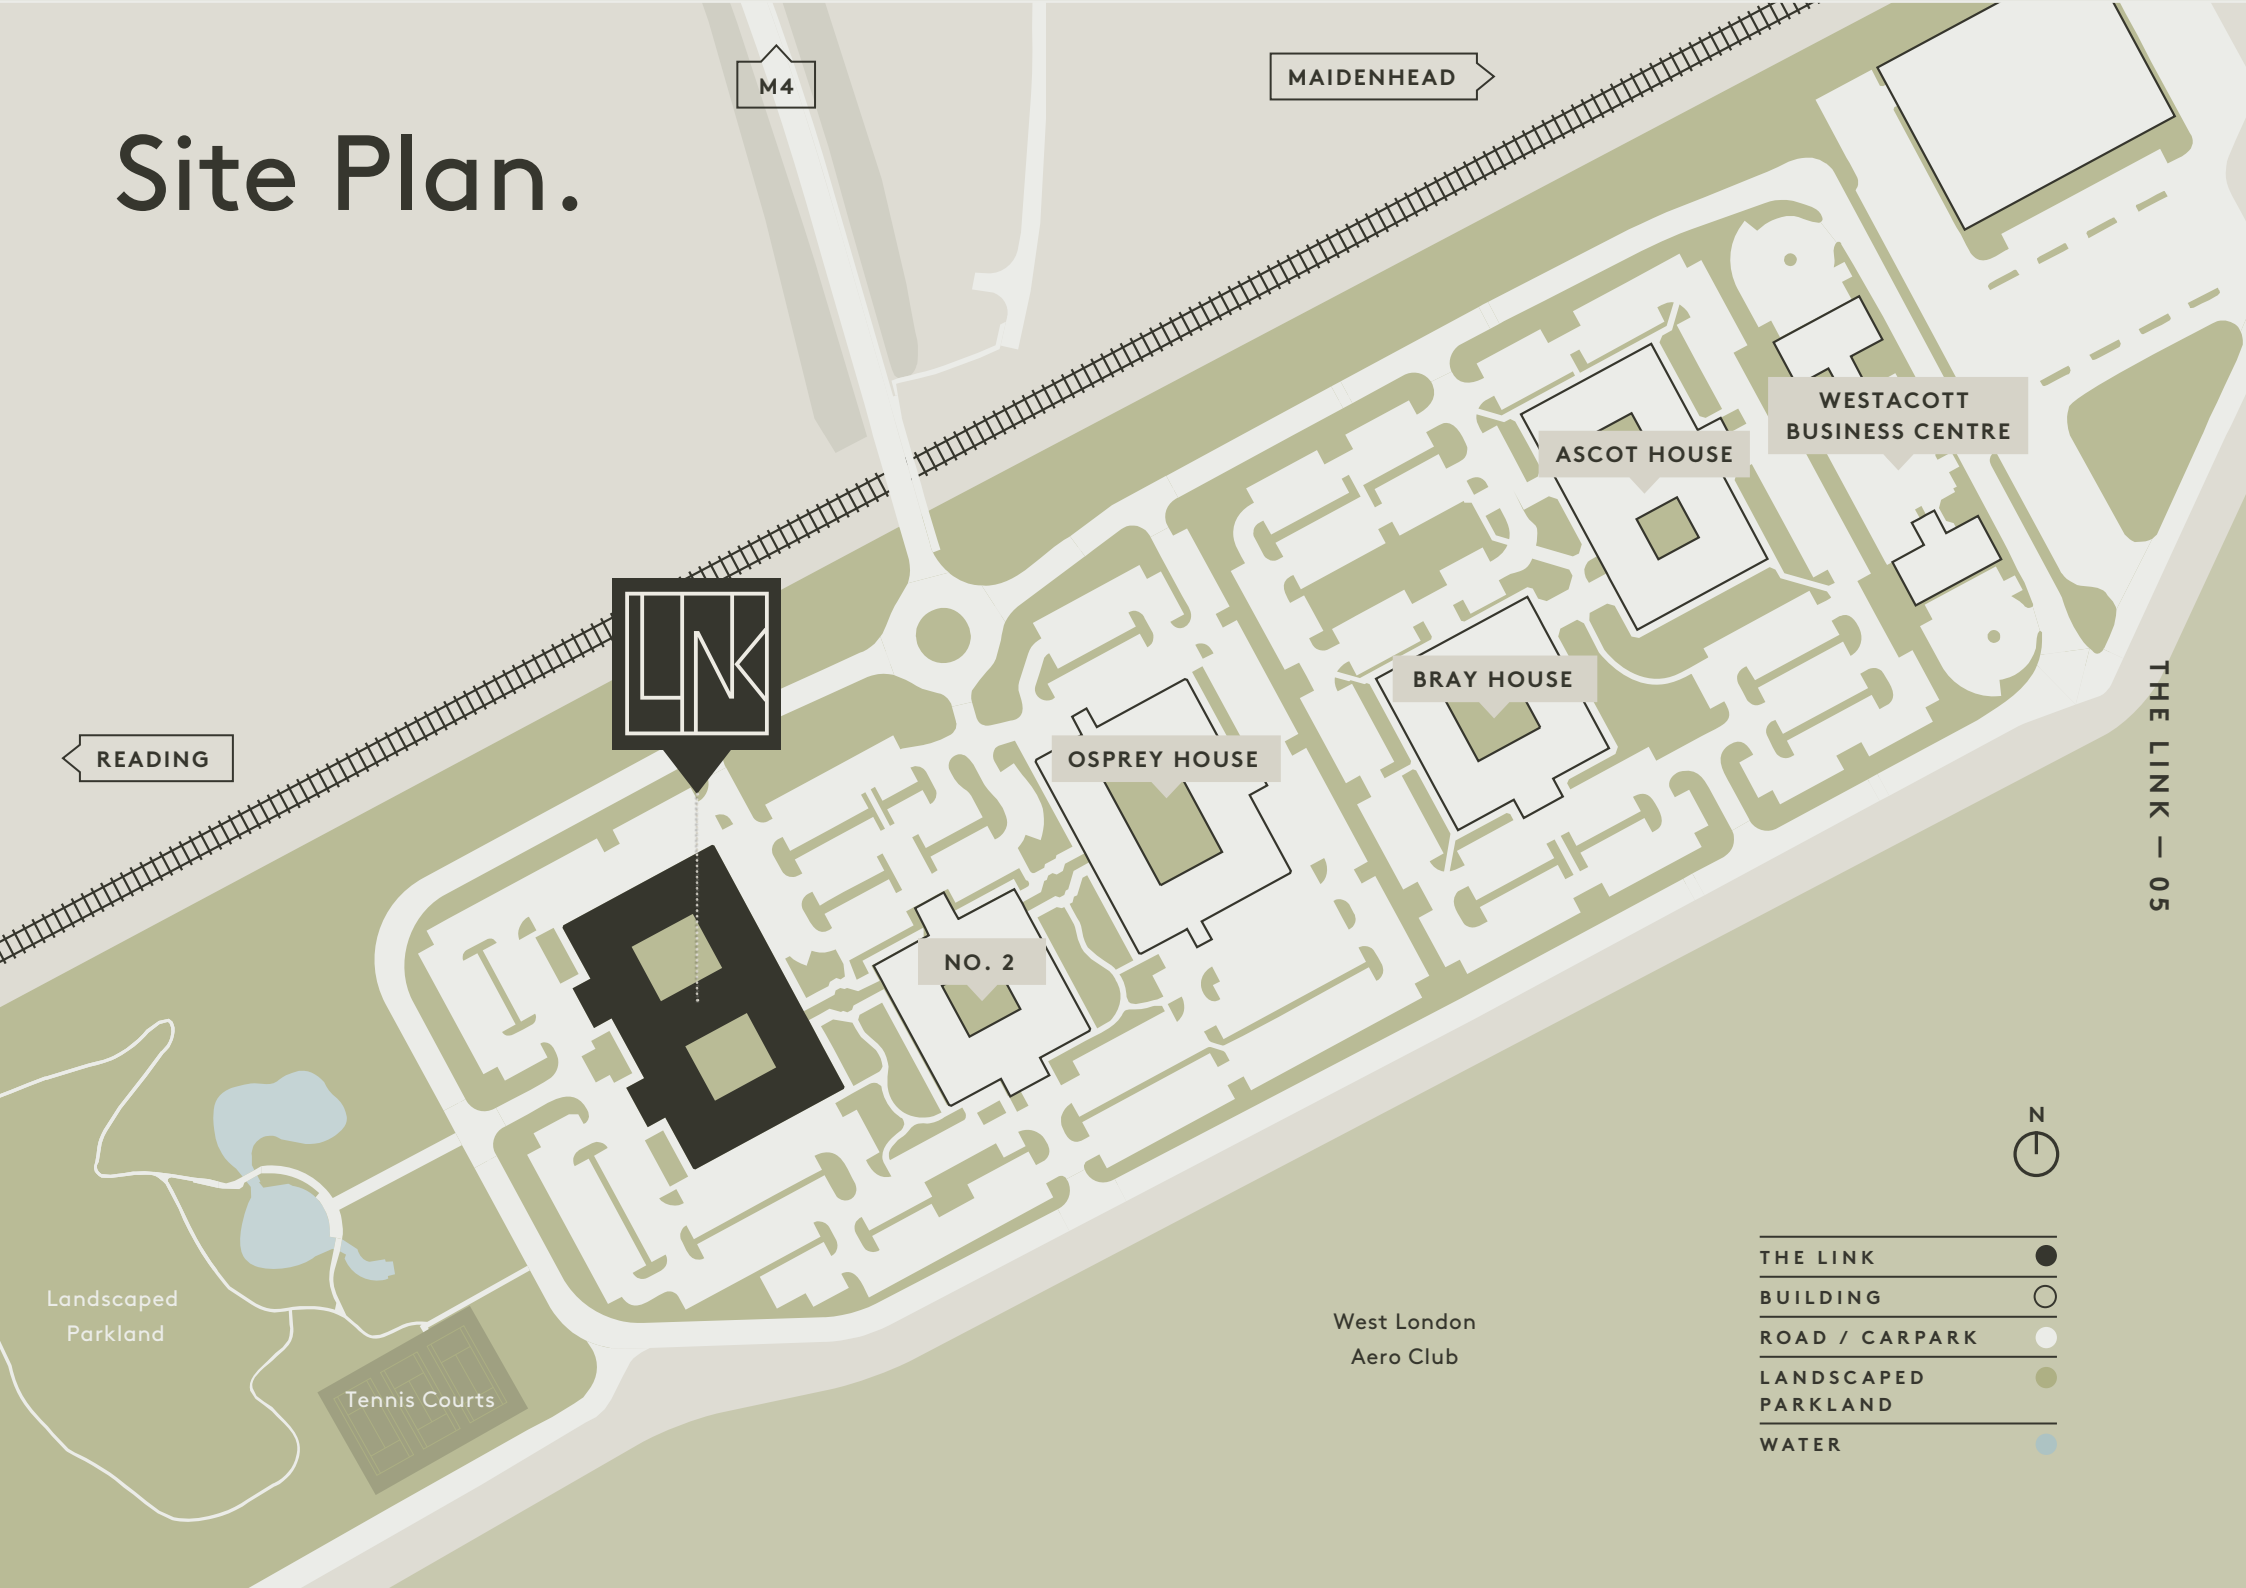 M4
MAIDENHEAD
Site Plan.
WESTACOTT
BUSINESS CENTRE
ASCOT HOUSE
LINK
BRAY HOUSE
OSPREY HOUSE
READING
THE LINK — 05
NO. 2
N
THE LINK
BUILDING
ROAD / CARPARK
LANDSCAPED
PARKLAND
WATER
Landscaped
Parkland
West London
Aero Club
Tennis Courts